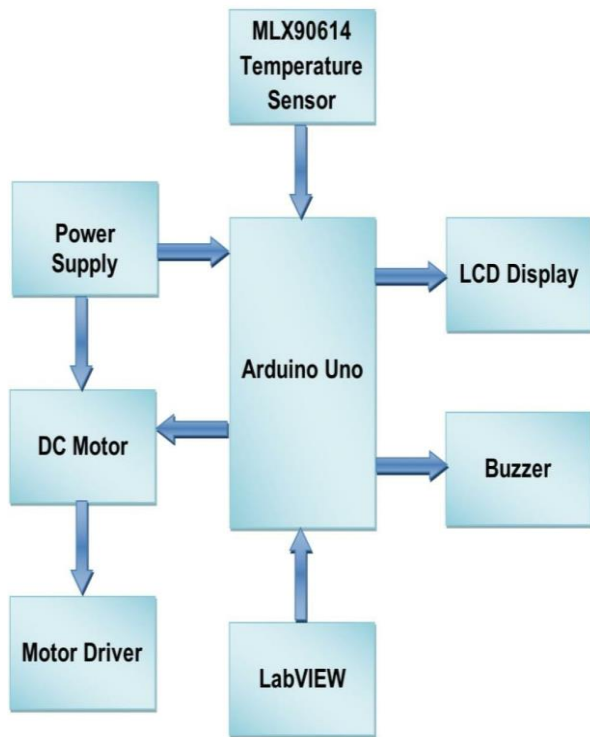 MLX90614
Temperature
Sensor
Power
Supply
LCD Display
Arduino Uno
DC Motor
Buzzer
Motor Driver
LabVIEW